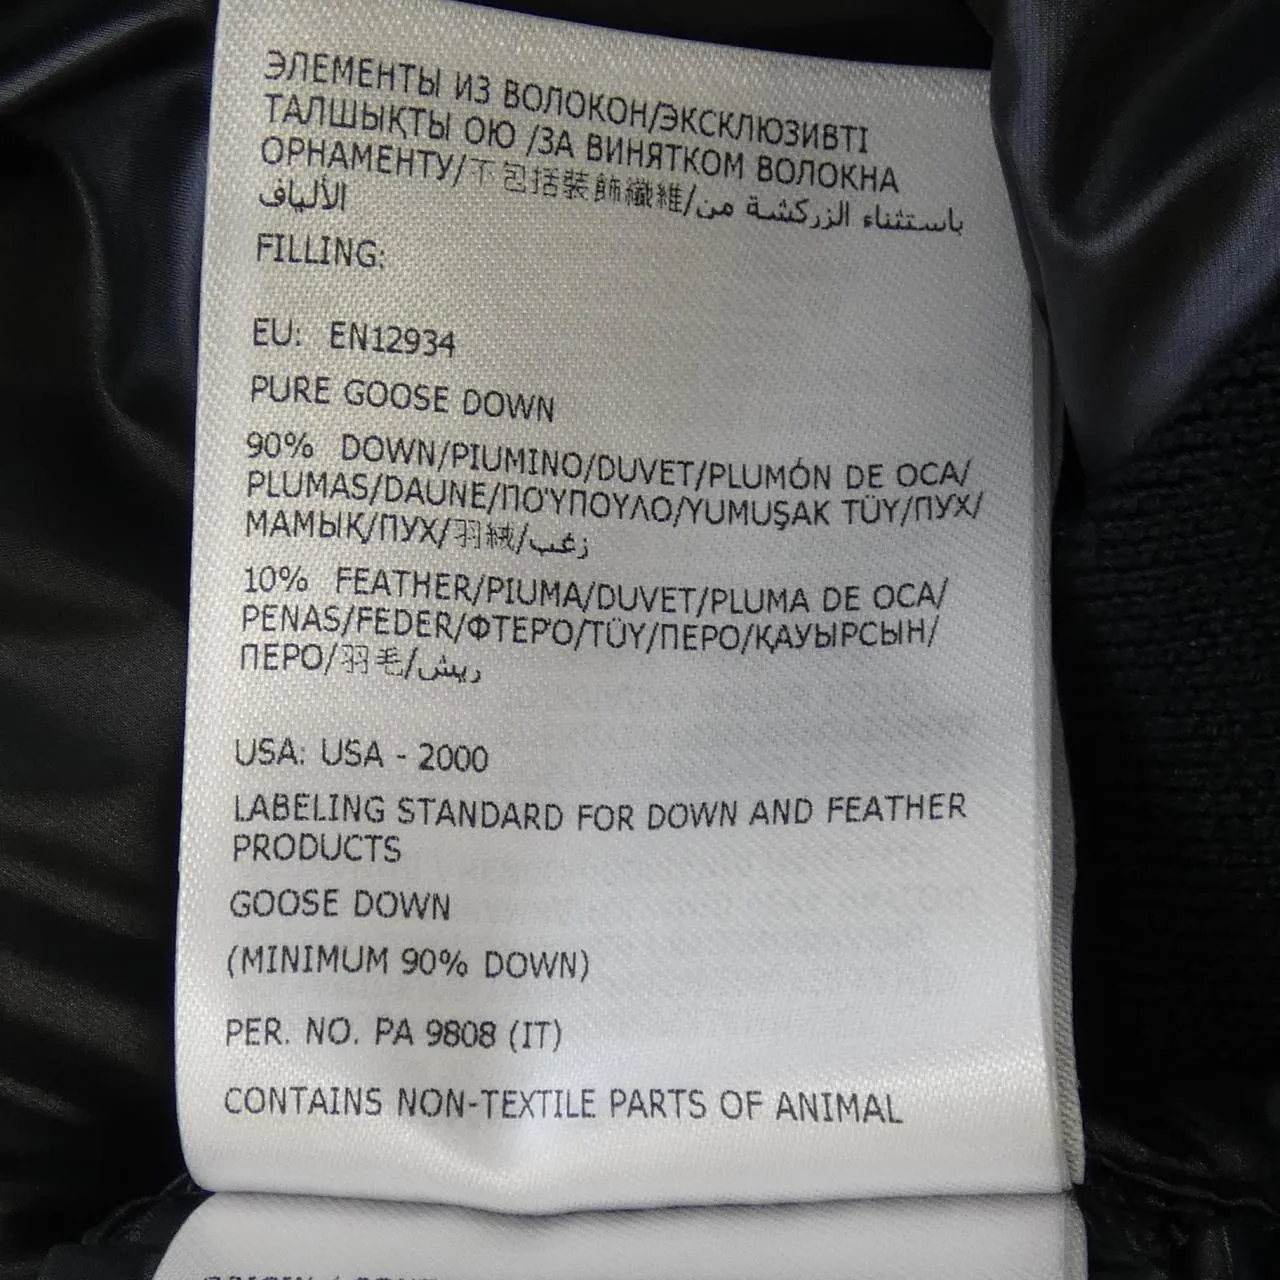 ЭЛЕМЕНТЫ ИЗ ВОЛОКОН/ЭКСКЛЮЗИВТІ
ТАЛШЫҚТЫ ОЮ /ЗА ВИНЯТКОМ ВОЛОКНА
ОРНАМЕНТУ/不包括裝飾纖維/باستثناء الزركشة من
الألياف
FILLING:
EU: EN12934
PURE GOOSE DOWN
90% DOWN/PIUMINO/DUVET/PLUMÓN DE OCA/
PLUMAS/DAUNE/ΠΟΎΠΟΥΛΟ/YUMUŞAK TÜY/ПУХ/
МАМЫҚ/ПУХ/羽絨/زغب
10% FEATHER/PIUMA/DUVET/PLUMA DE OCA/
PENAS/FEDER/ΦΤΕΡΌ/TÜY/ПЕРО/ҚАУЫРСЫН/
ПЕРО/羽毛/ريش
USA: USA - 2000
LABELING STANDARD FOR DOWN AND FEATHER
PRODUCTS
GOOSE DOWN
(MINIMUM 90% DOWN)
PER. NO. PA 9808 (IT)
CONTAINS NON-TEXTILE PARTS OF ANIMAL